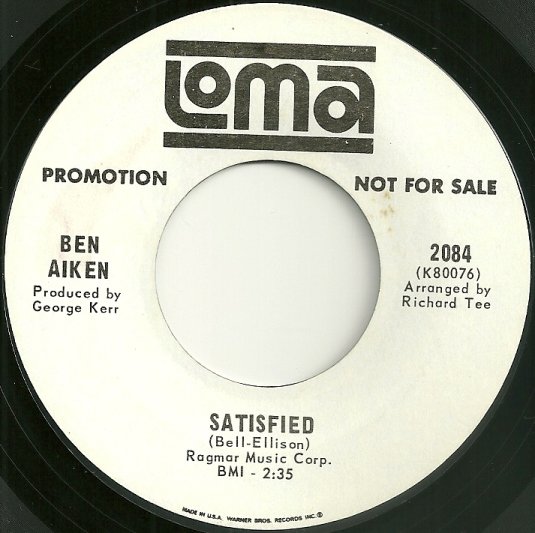 Loma
PROMOTION
NOT FOR SALE
BEN
AIKEN
Produced by
George Kerr
2084
(K80076)
Arranged by
Richard Tee
SATISFIED
(Bell-Ellison)
Ragmar Music Corp.
BMI - 2:35
MADE IN U.S.A. WARNER BROS. RECORDS INC.®